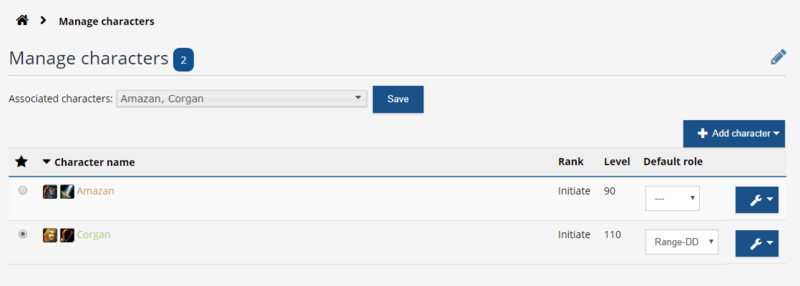 Manage characters
Manage characters 2
Associated characters: Amazan, Corgan Save
Add character
Character name Rank Level Default role
Amazan Initiate 90 ---
Corgan Initiate 110 Range-DD